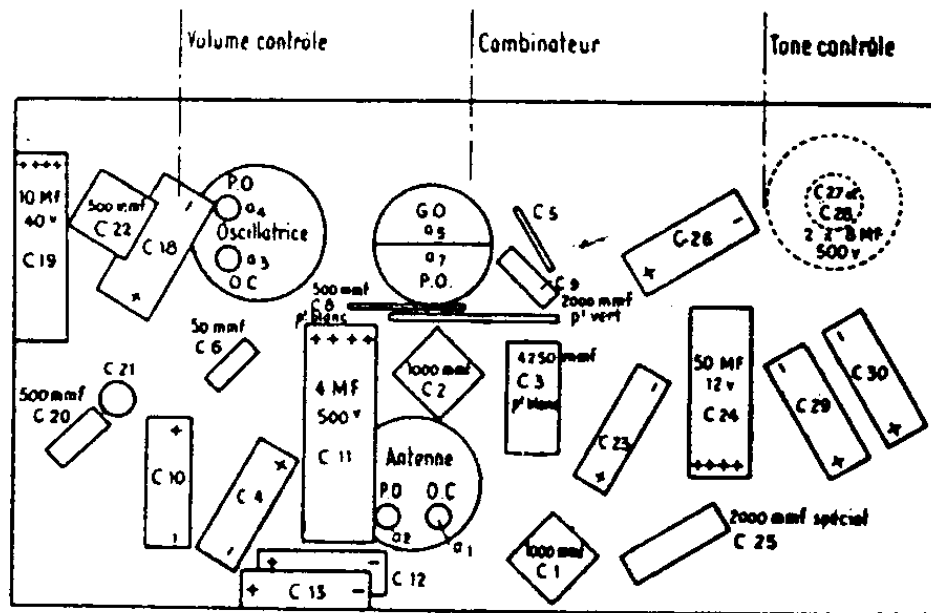 Volume contrôle
Combinateur
Tone contrôle
10 MF
40 v
C 19
500 mmf
C 22
C 18
P.O
a4
Oscillatrice
a3
O C
G.O
a5
a7
P.O.
C 5
C 9
2000 mmf
pt vert
C 26
C 27 et
C 28
2 2 8 MF
500 v
500 mmf
C 8
pt blanc
50 mmf
C 6
C 21
500 mmf
C 20
4 MF
500 v
C 11
1000 mmf
C 2
4250 mmf
C 3
pt blanc
50 MF
12 v
C 24
C 29
C 30
C 23
C 10
C 4
Antenne
P.O
O.C
a2
a1
C 12
C 13
1000 mmf
C 1
2000 mmf spécial
C 25